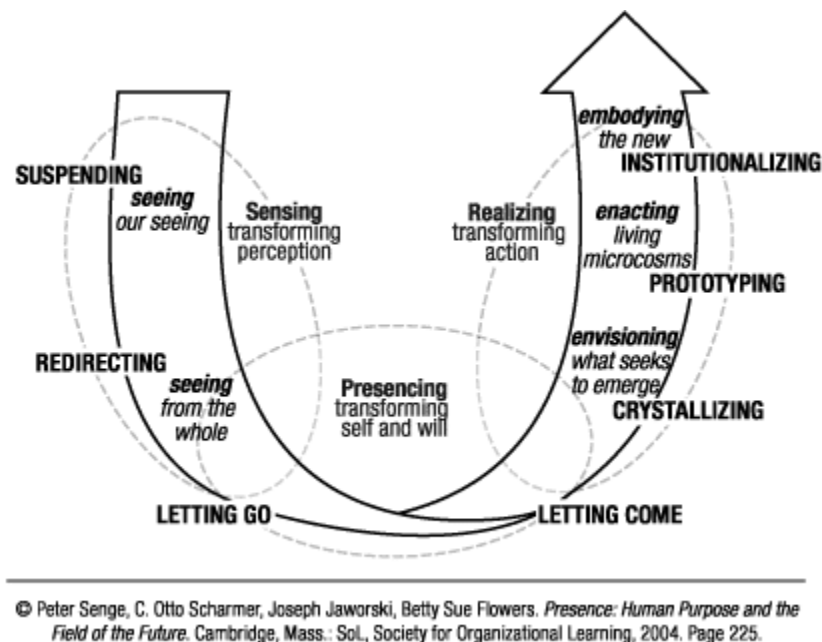 SUSPENDING
seeing
our seeing
Sensing
transforming
perception
REDIRECTING
seeing
from the
whole
LETTING GO
Presencing
transforming
self and will
LETTING COME
Realizing
transforming
action
envisioning
what seeks
to emerge
CRYSTALLIZING
enacting
living
microcosms
PROTOTYPING
embodying
the new
INSTITUTIONALIZING
© Peter Senge, C. Otto Scharmer, Joseph Jaworski, Betty Sue Flowers. Presence: Human Purpose and the
Field of the Future. Cambridge, Mass.: SoL, Society for Organizational Learning, 2004. Page 225.